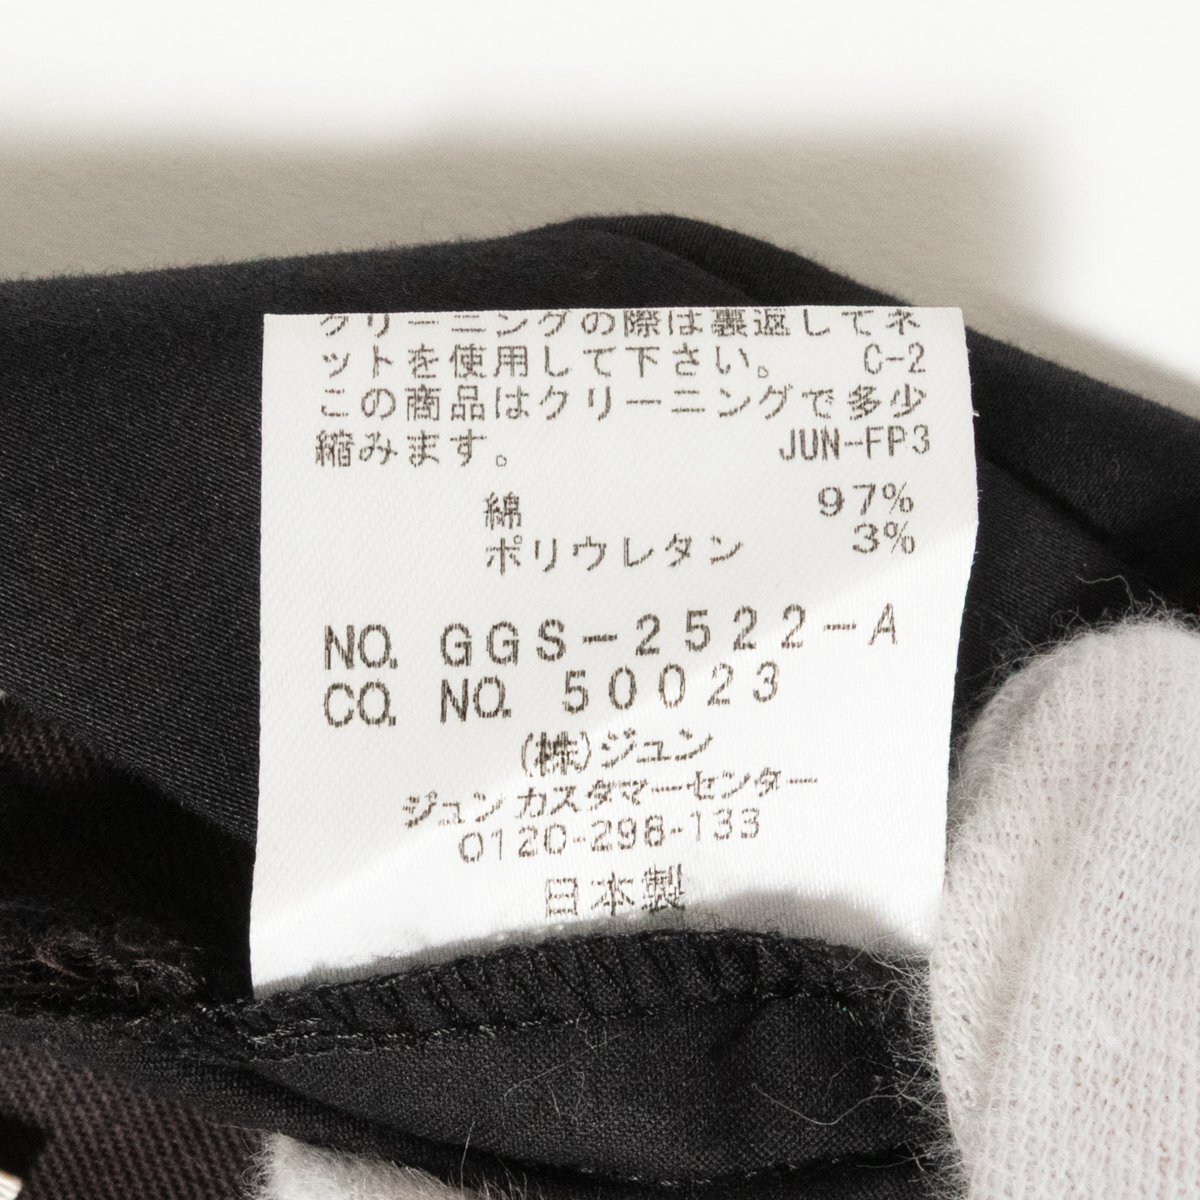 クリーニングの際は裏返してネ
ットを使用して下さい。 C-2
この商品はクリーニングで多少
縮みます。 JUN-FP3
綿 97%
ポリウレタン 3%
NO. GGS-2522-A
CO. NO. 50023
(株)ジュン
ジュン カスタマーセンター
0120-298-133
日本製